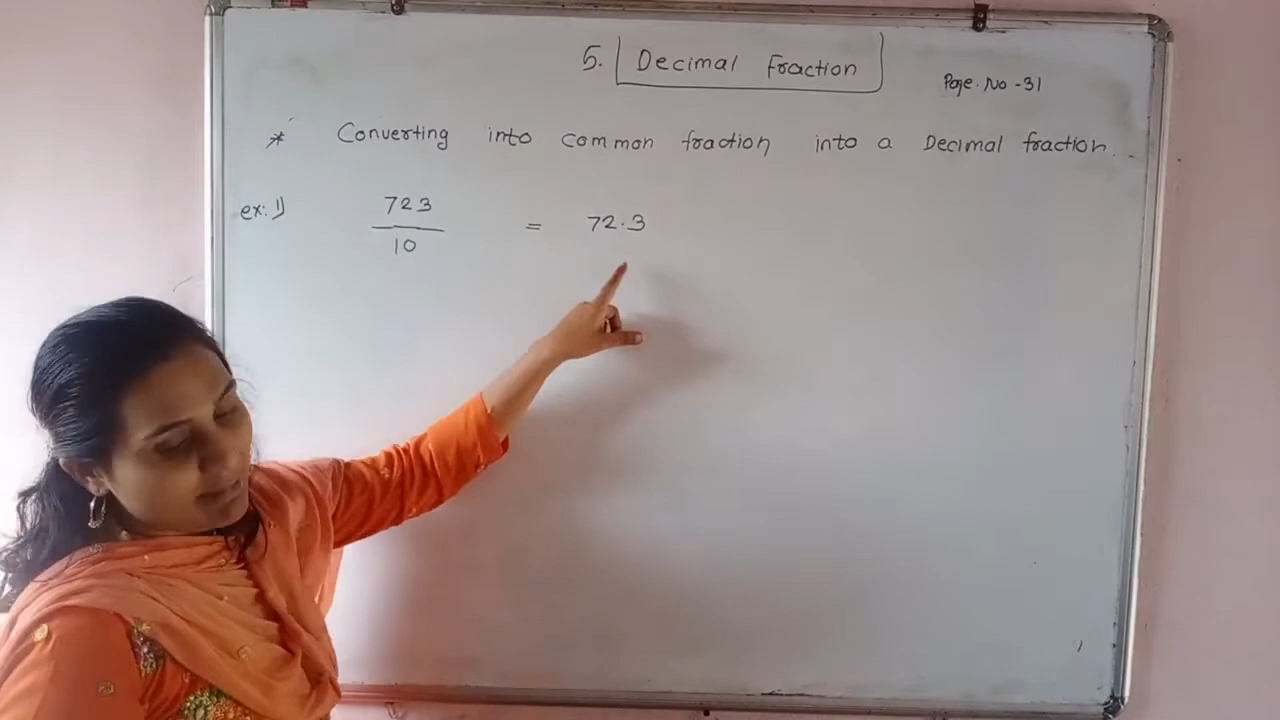 5. Decimal Fraction
Page. No - 31
* Converting into common fraction into a Decimal fraction.
ex: 1) 723/10 = 72.3